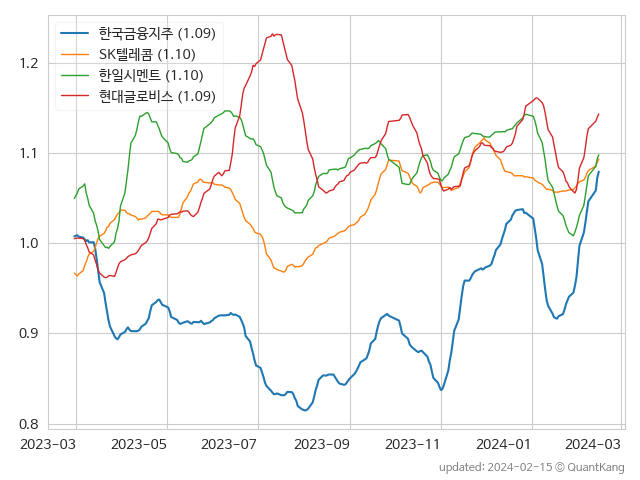 한국금융지주 (1.09)
SK텔레콤 (1.10)
한일시멘트 (1.10)
현대글로비스 (1.09)
1.2
1.1
1.0
0.9
0.8
2023-03 2023-05 2023-07 2023-09 2023-11 2024-01 2024-03
updated: 2024-02-15 © QuantKang